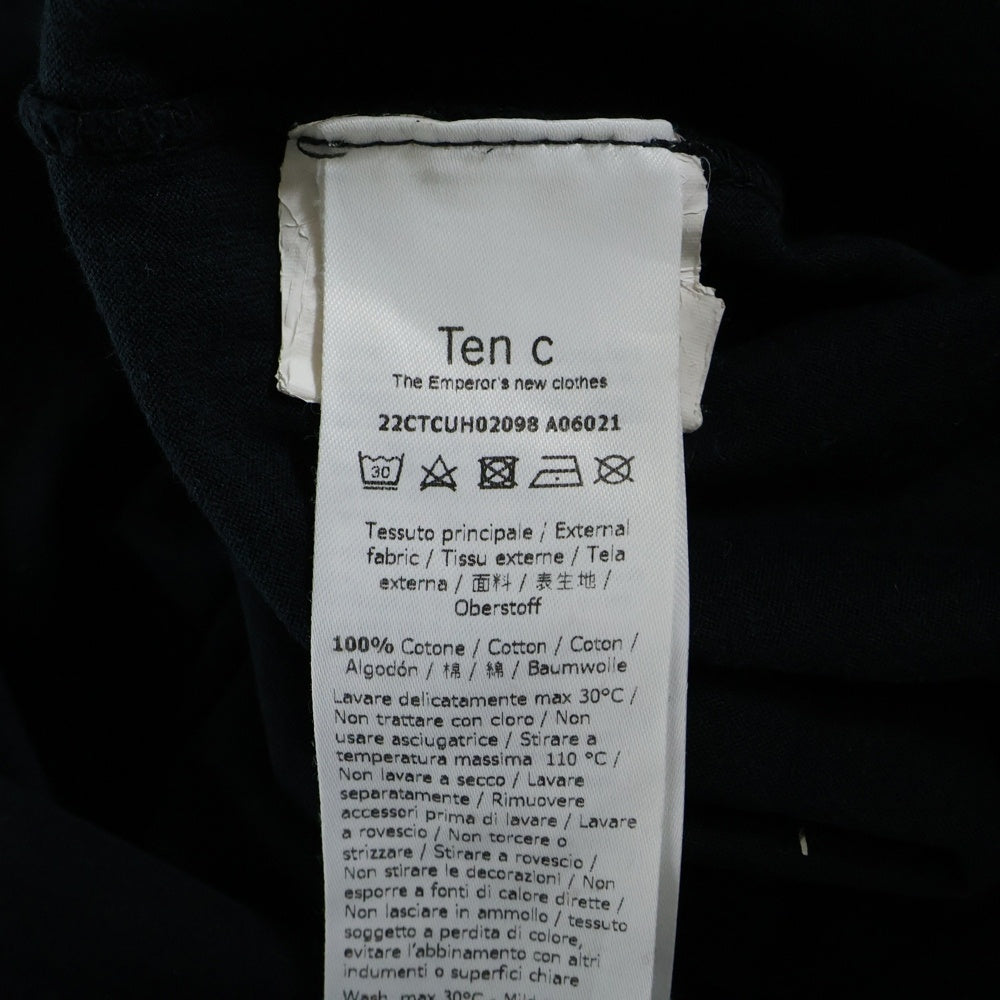 Ten c
The Emperor's new clothes
22CTCUH02098 A06021
30
Tessuto principale / External
fabric / Tissu externe / Tela
externa / 面料 / 表生地 /
Oberstoff
100% Cotone / Cotton / Coton /
Algodón / 棉 / 綿 / Baumwolle
Lavare delicatamente max 30°C /
Non trattare con cloro / Non
usare asciugatrice / Stirare a
temperatura massima 110 °C /
Non lavare a secco / Lavare
separatamente / Rimuovere
accessori prima di lavare / Lavare
a rovescio / Non torcere o
strizzare / Stirare a rovescio /
Non stirare le decorazioni / Non
esporre a fonti di calore dirette /
Non lasciare in ammollo / tessuto
soggetto a perdita di colore,
evitare l'abbinamento con altri
indumenti o superfici chiare
Wash max 30°C - Mild